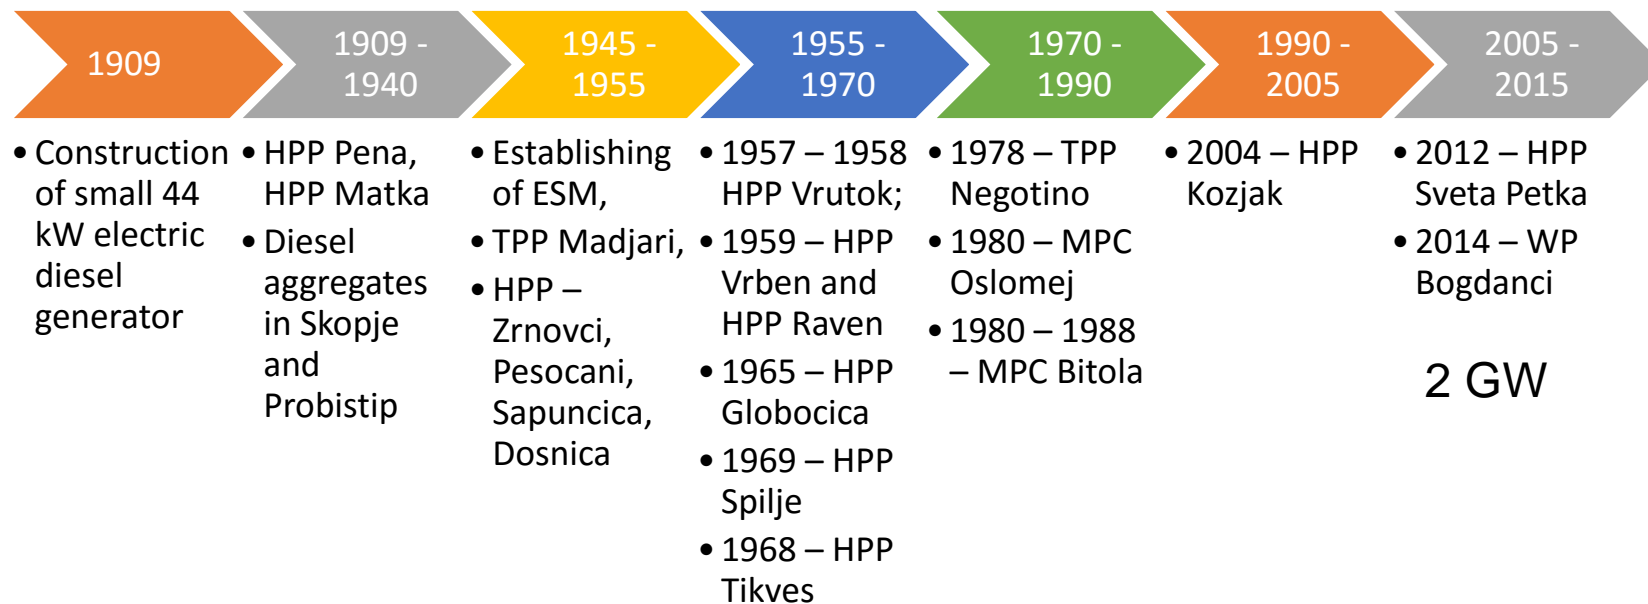 1909
• Construction
of small 44
kW electric
diesel
generator
1909 -
1940
• HPP Pena,
HPP Matka
• Diesel
aggregates
in Skopje
and
Probistip
1945 -
1955
• Establishing
of ESM,
• TPP Madjari,
• HPP –
Zrnovci,
Pesocani,
Sapuncica,
Dosnica
1955 -
1970
• 1957 – 1958
HPP Vrutok;
• 1959 – HPP
Vrben and
HPP Raven
• 1965 – HPP
Globocica
• 1969 – HPP
Spilje
• 1968 – HPP
Tikves
1970 -
1990
• 1978 – TPP
Negotino
• 1980 – MPC
Oslomej
• 1980 – 1988
– MPC Bitola
1990 -
2005
• 2004 – HPP
Kozjak
2005 -
2015
• 2012 – HPP
Sveta Petka
• 2014 – WP
Bogdanci
2 GW